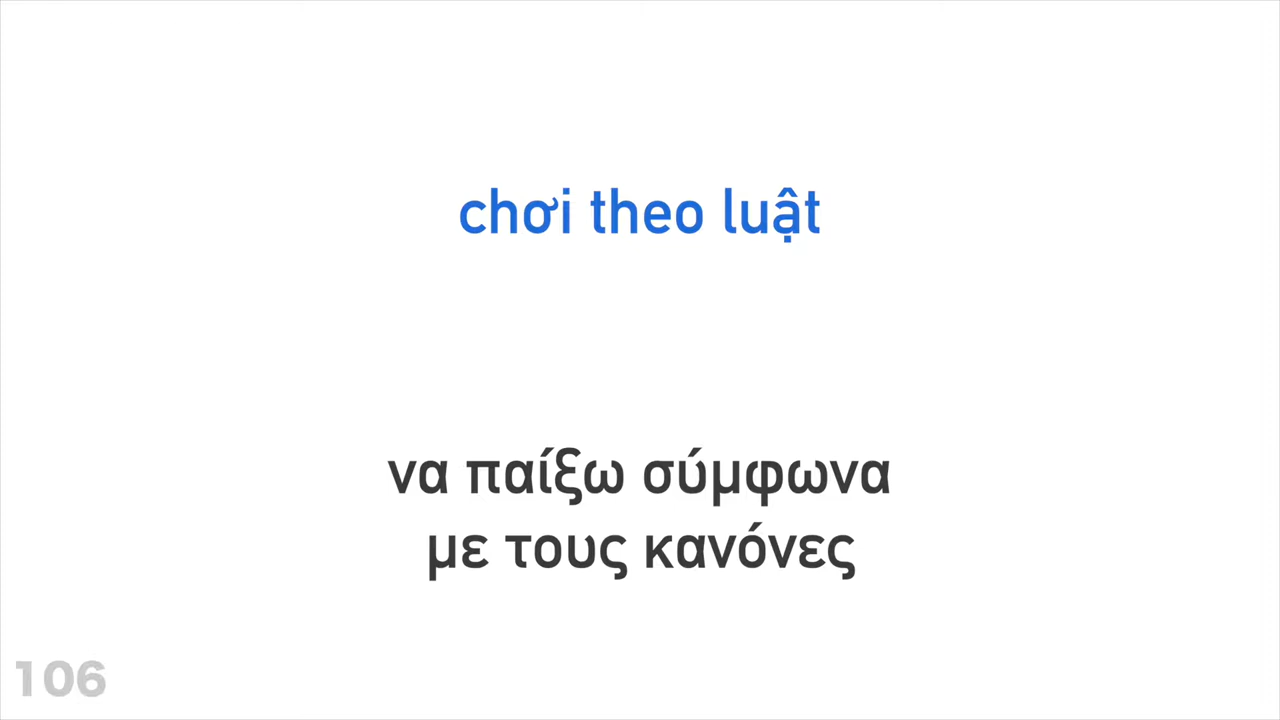 chơi theo luật
να παίξω σύμφωνα
με τους κανόνες
106